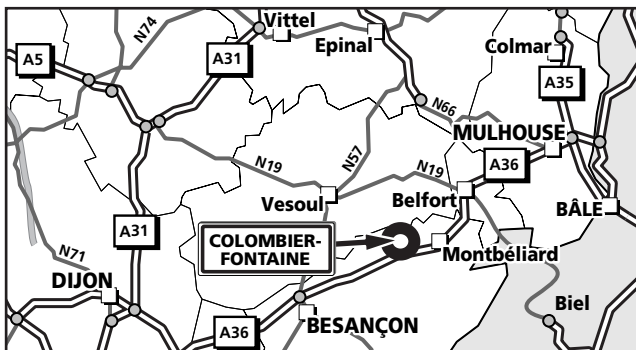 Vittel
N74
Epinal
Colmar
A5
A31
A35
N66
MULHOUSE
N57
A36
N19
N19
Vesoul
Belfort
BÂLE
A31
COLOMBIER-
FONTAINE
N71
Montbéliard
DIJON
Biel
A36
BESANÇON